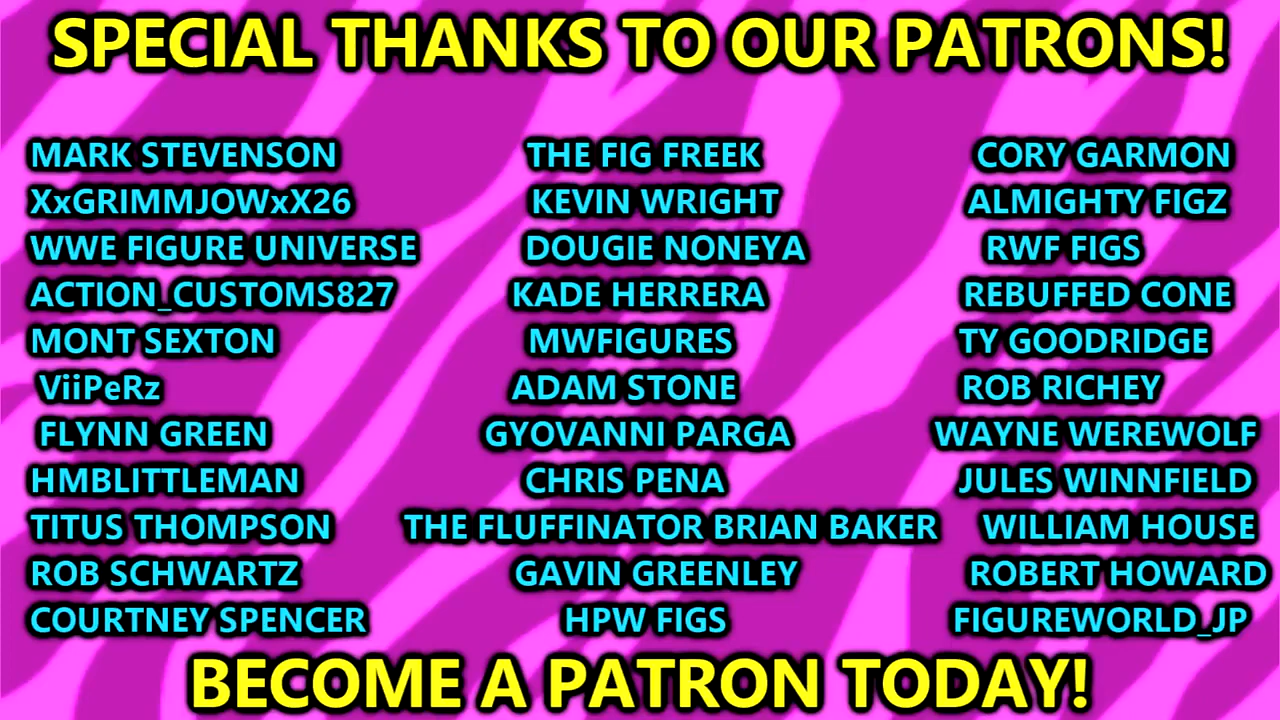 SPECIAL THANKS TO OUR PATRONS!
MARK STEVENSON THE FIG FREEK CORY GARMON
XxGRIMMJOWxX26 KEVIN WRIGHT ALMIGHTY FIGZ
WWE FIGURE UNIVERSE DOUGIE NONEYA RWF FIGS
ACTION_CUSTOMS827 KADE HERRERA REBUFFED CONE
MONT SEXTON MWFIGURES TY GOODRIDGE
ViiPeRz ADAM STONE ROB RICHEY
FLYNN GREEN GYOVANNI PARGA WAYNE WEREWOLF
HMBLITTLEMAN CHRIS PENA JULES WINNFIELD
TITUS THOMPSON THE FLUFFINATOR BRIAN BAKER WILLIAM HOUSE
ROB SCHWARTZ GAVIN GREENLEY ROBERT HOWARD
COURTNEY SPENCER HPW FIGS FIGUREWORLD_JP
BECOME A PATRON TODAY!